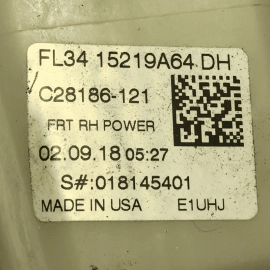 FL34 15219A64 DH
C28186-121
FRT RH POWER
02.09.18 05:27
S#:018145401
MADE IN USA E1UHJ